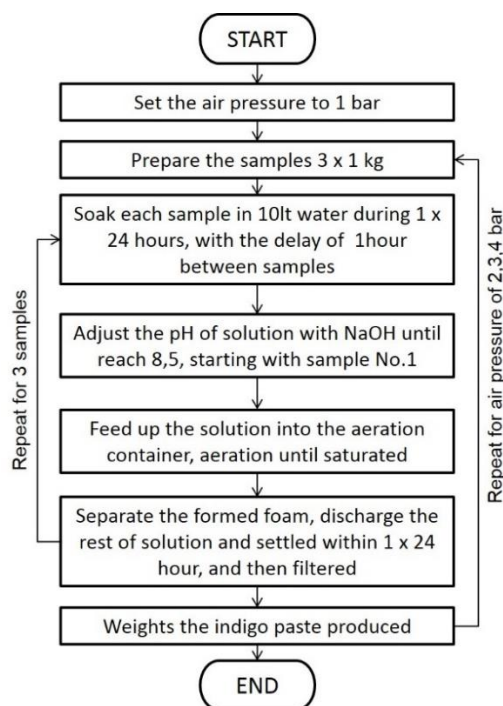 START
Set the air pressure to 1 bar
Prepare the samples 3 x 1 kg
Soak each sample in 10lt water during 1 x
24 hours, with the delay of 1hour
between samples
Adjust the pH of solution with NaOH until
reach 8,5, starting with sample No.1
Feed up the solution into the aeration
container, aeration until saturated
Separate the formed foam, discharge the
rest of solution and settled within 1 x 24
hour, and then filtered
Weights the indigo paste produced
END
Repeat for 3 samples
Repeat for air pressure of 2,3,4 bar